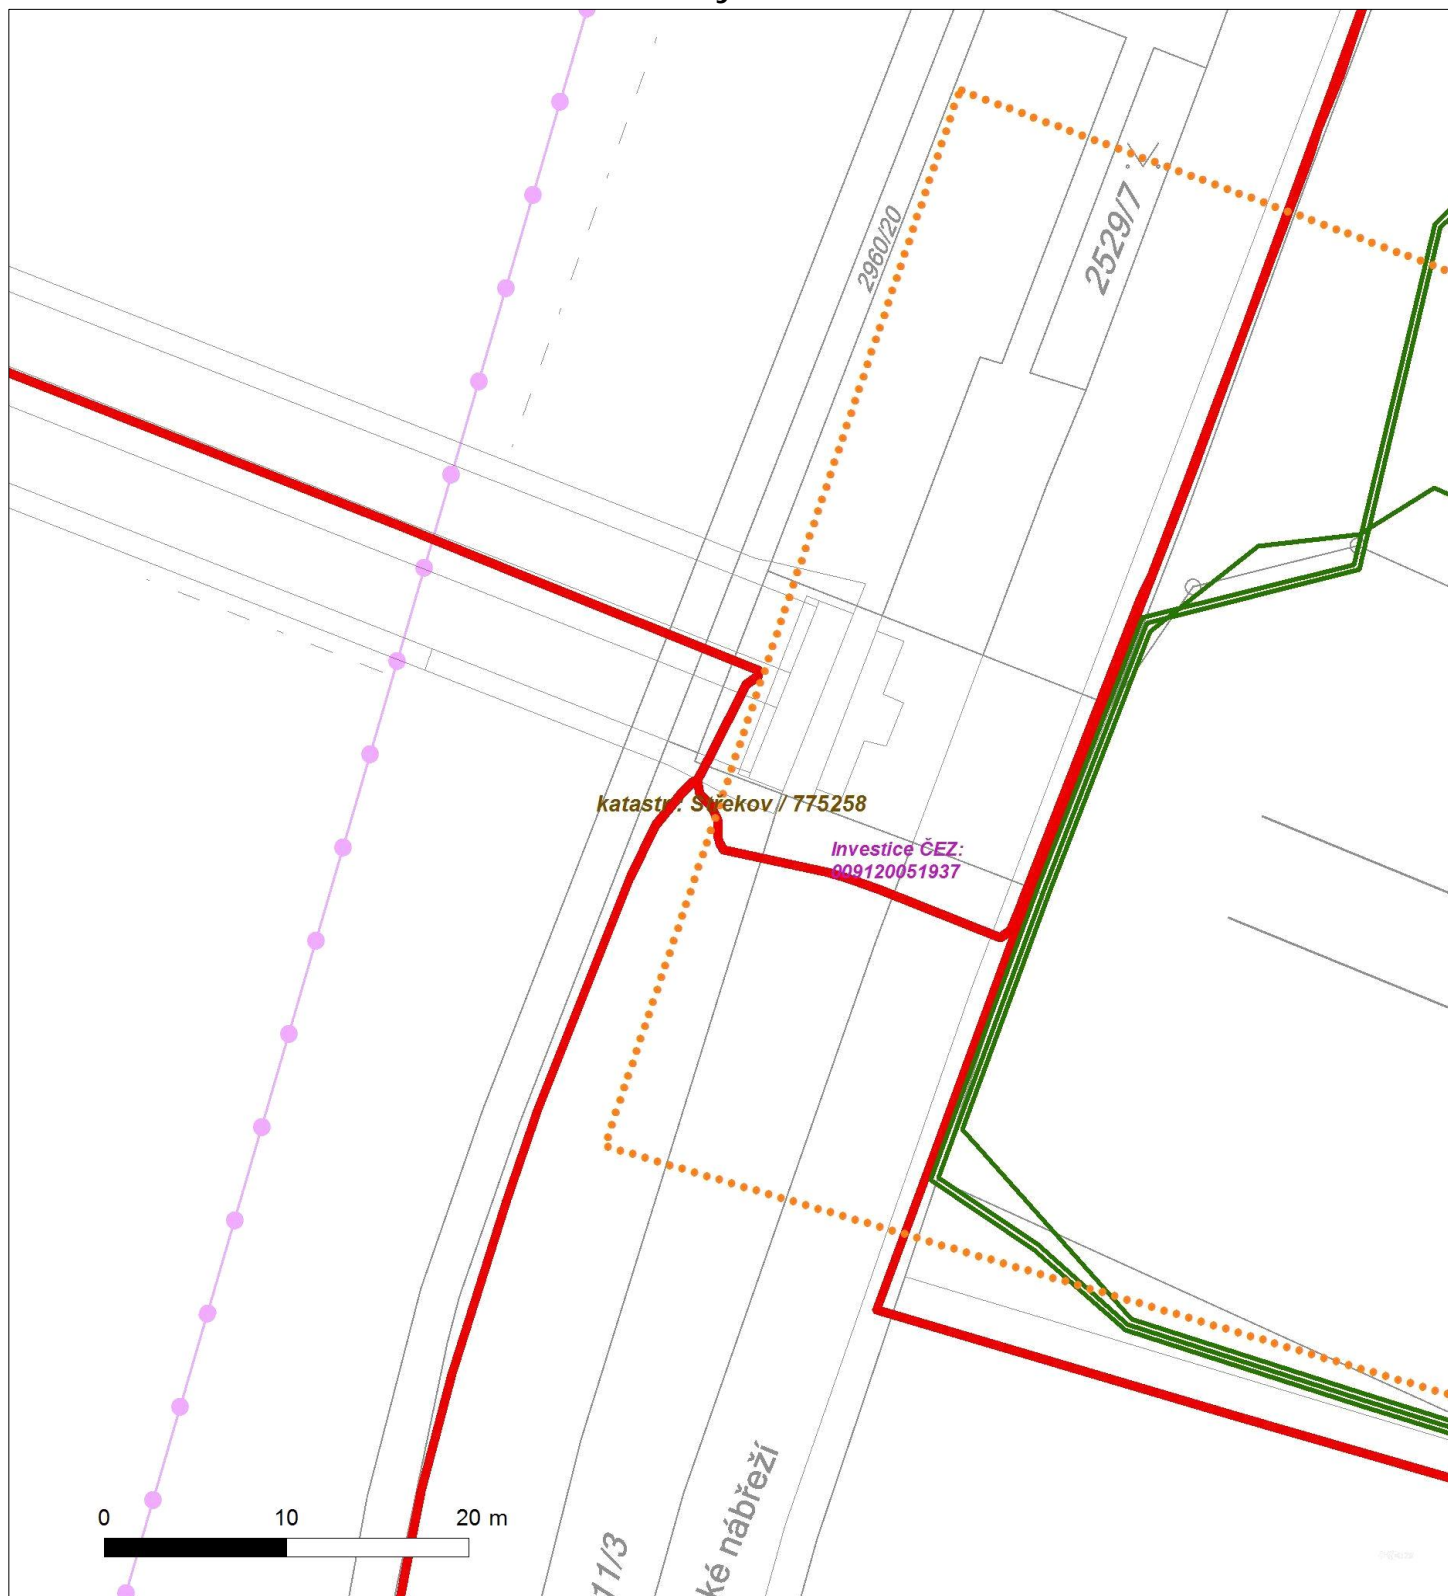 2960/20
2529/7
katastr: Střekov / 775258
Investice ČEZ:
009120051937
ké nábřeží
11/3
0 10 20 m